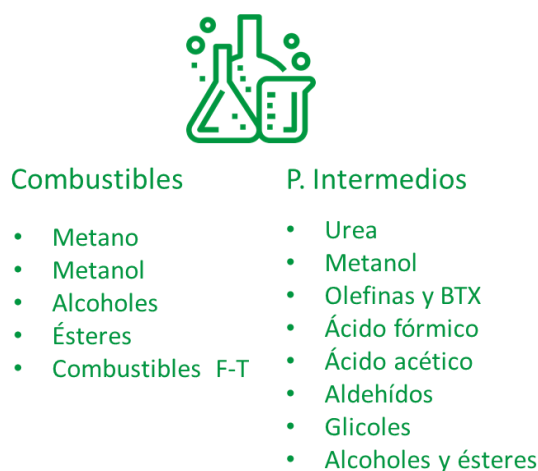 Combustibles
• Metano
• Metanol
• Alcoholes
• Ésteres
• Combustibles F-T
P. Intermedios
• Urea
• Metanol
• Olefinas y BTX
• Ácido fórmico
• Ácido acético
• Aldehídos
• Glicoles
• Alcoholes y ésteres